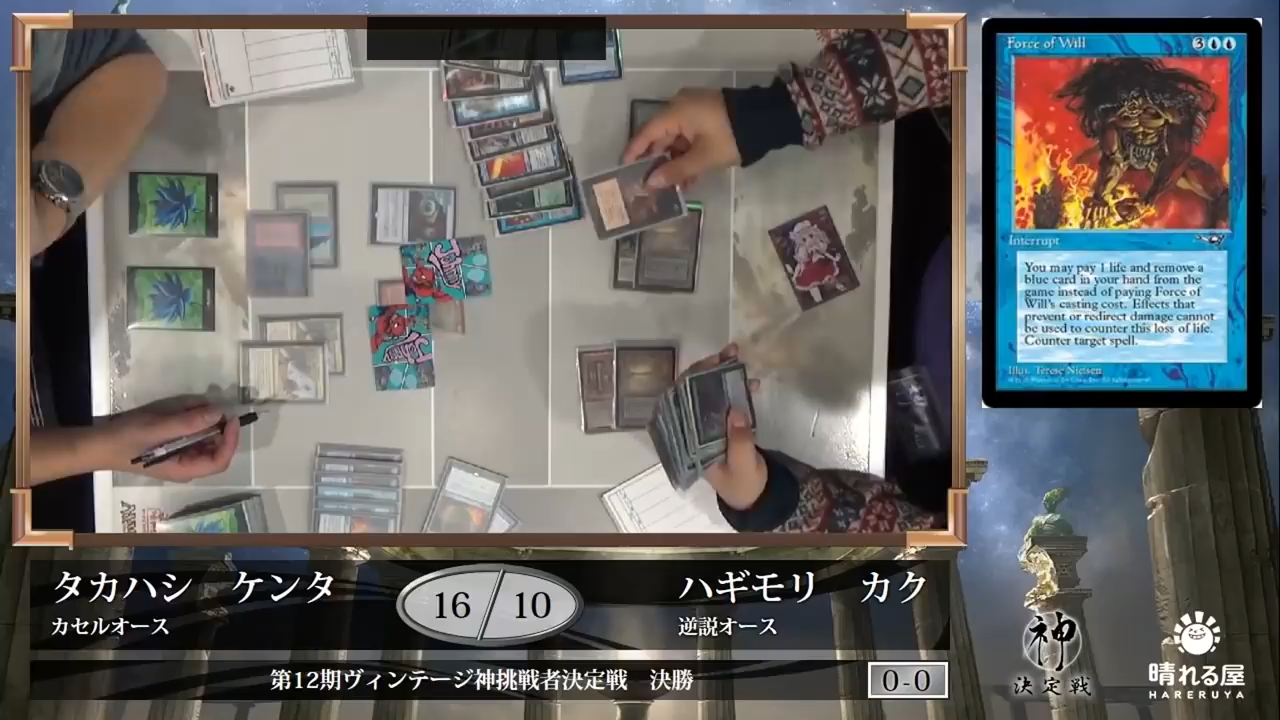 Force of Will 3
Interrupt
You may pay 1 life and remove a
blue card in your hand from the
game instead of paying Force of
Will's casting cost. Effects that
prevent or redirect damage cannot
be used to counter this loss of life.
Counter target spell.
Illus. Terese Nielsen
タカハシ　ケンタ
カセルオース
16 / 10
ハギモリ　カク
逆説オース
第12期ヴィンテージ神挑戦者決定戦　決勝
0-0
神
決定戦
晴れる屋
HARERUYA